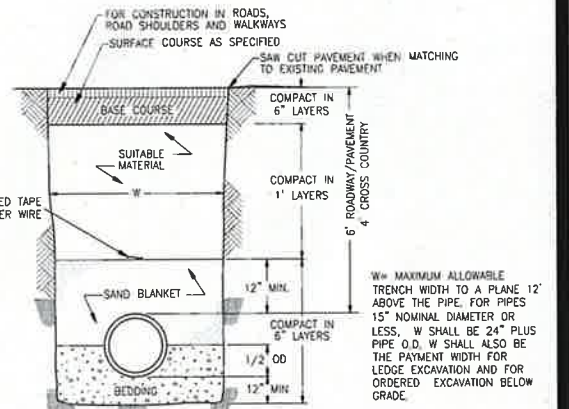 FOR CONSTRUCTION IN ROADS,
ROAD SHOULDERS AND WALKWAYS
SURFACE COURSE AS SPECIFIED
SAW CUT PAVEMENT WHEN MATCHING
TO EXISTING PAVEMENT
BASE COURSE
COMPACT IN
6" LAYERS
SUITABLE
MATERIAL
W
COMPACT IN
1' LAYERS
6' ROADWAY/PAVEMENT
4' CROSS COUNTRY
ED TAPE
ER WIRE
12" MIN.
SAND BLANKET
COMPACT IN
6" LAYERS
1/2 OD
BEDDING
12" MIN
W= MAXIMUM ALLOWABLE
TRENCH WIDTH TO A PLANE 12"
ABOVE THE PIPE. FOR PIPES
15" NOMINAL DIAMETER OR
LESS, W SHALL BE 24" PLUS
PIPE O.D. W SHALL ALSO BE
THE PAYMENT WIDTH FOR
LEDGE EXCAVATION AND FOR
ORDERED EXCAVATION BELOW
GRADE.